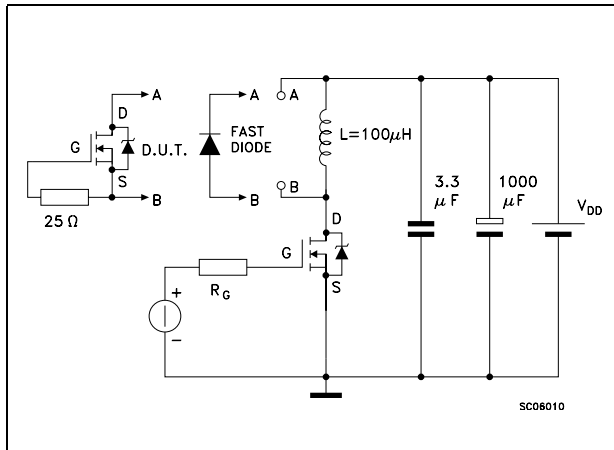 A
D
G
D.U.T.
S
B
25 Ω
A
FAST
DIODE
B
A
L=100μH
B
D
G
S
R_G
+
-
3.3
μF
1000
μF
V_DD
SC06010